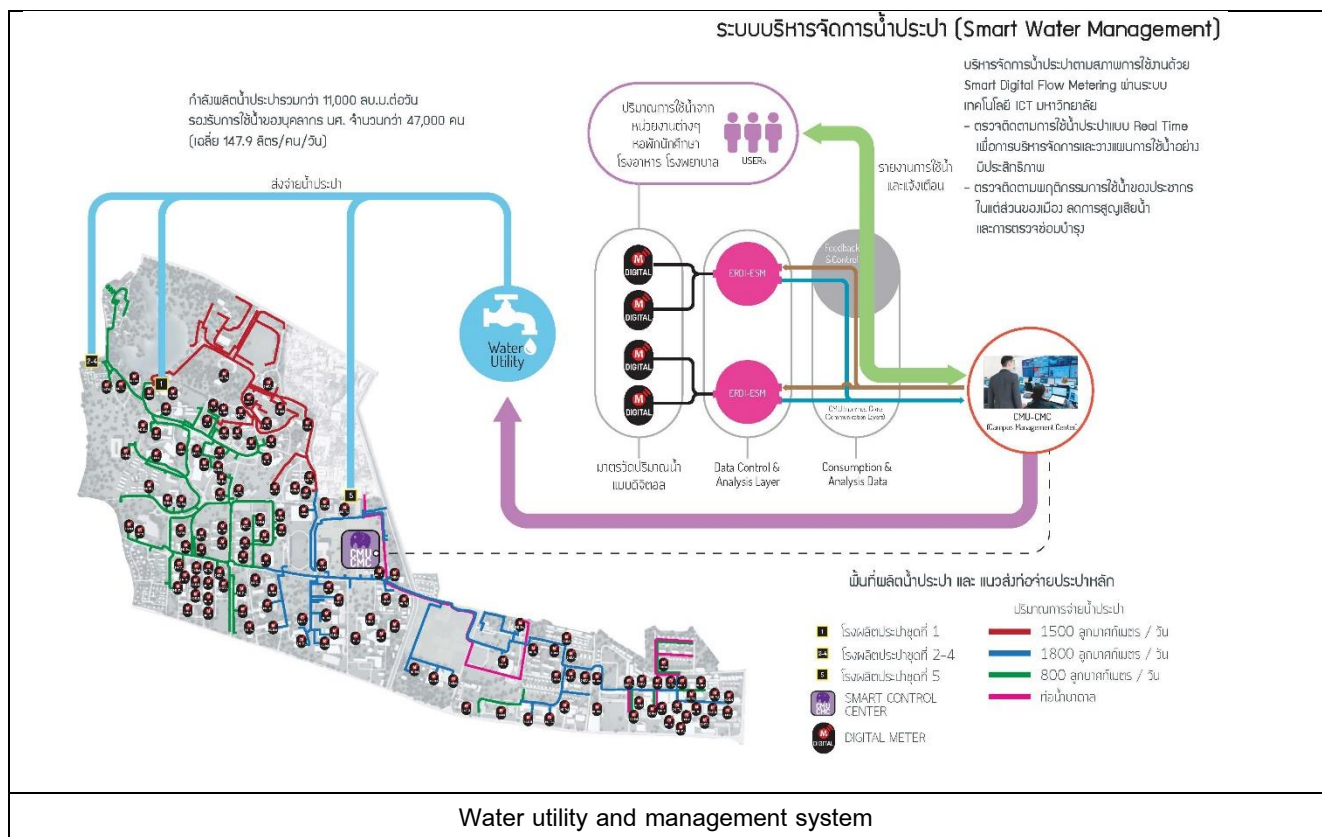 ระบบบริหารจัดการน้ำประปา (Smart Water Management)
บริหารจัดการน้ำประปาตามสภาพการใช้งานด้วย
Smart Digital Flow Metering ผ่านระบบ
เทคโนโลยี ICT มหาวิทยาลัย
- ตรวจติดตามการใช้น้ำประปาแบบ Real Time
เพื่อการบริหารจัดการและวางแผนการใช้น้ำอย่าง
มีประสิทธิภาพ
- ตรวจติดตามพฤติกรรมการใช้น้ำของประชากร
ในแต่ส่วนของเมือง ลดการสูญเสียน้ำ
และการตรวจซ่อมบำรุง
กำลังผลิตน้ำประปารวมกว่า 11,000 ลบ.ม.ต่อวัน
รองรับการใช้น้ำของบุคลากร นศ. จำนวนกว่า 47,000 คน
(เฉลี่ย 147.9 ลิตร/คน/วัน)
ส่งจ่ายน้ำประปา
ปริมาณการใช้น้ำจาก
หน่วยงานต่างๆ
หอพักนักศึกษา
โรงอาหาร โรงพยาบาล
USERs
รายงานการใช้น้ำ
และแจ้งเตือน
Water
Utility
M
DIGITAL
M
DIGITAL
M
DIGITAL
M
DIGITAL
ERDI-ESM
ERDI-ESM
Feedback
& Control
(Communication Layers)
CMU-CMC
(Campus Management Center)
มาตรวัดปริมาณน้ำ
แบบดิจิตอล
Data Control &
Analysis Layer
Consumption &
Analysis Data
2-4
1
5
CMU
CMC
พื้นที่ผลิตน้ำประปา และ แนวส่งท่อจ่ายประปาหลัก
ปริมาณการจ่ายน้ำประปา
1 โรงผลิตประปาชุดที่ 1
2-4 โรงผลิตประปาชุดที่ 2-4
5 โรงผลิตประปาชุดที่ 5
CMU
CMC
SMART CONTROL
CENTER
M
DIGITAL
DIGITAL METER
1500 ลูกบาศก์เมตร / วัน
1800 ลูกบาศก์เมตร / วัน
800 ลูกบาศก์เมตร / วัน
ท่อน้ำบาดาล
Water utility and management system